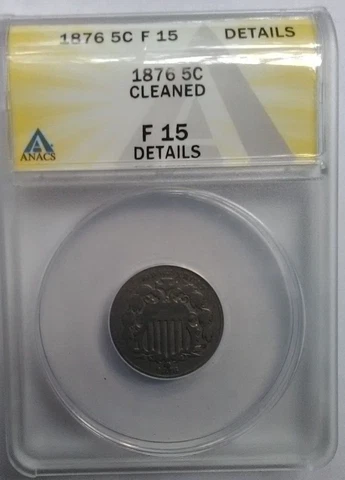 1876 5C F 15 DETAILS
1876 5C
CLEANED
F 15
DETAILS
ANACS